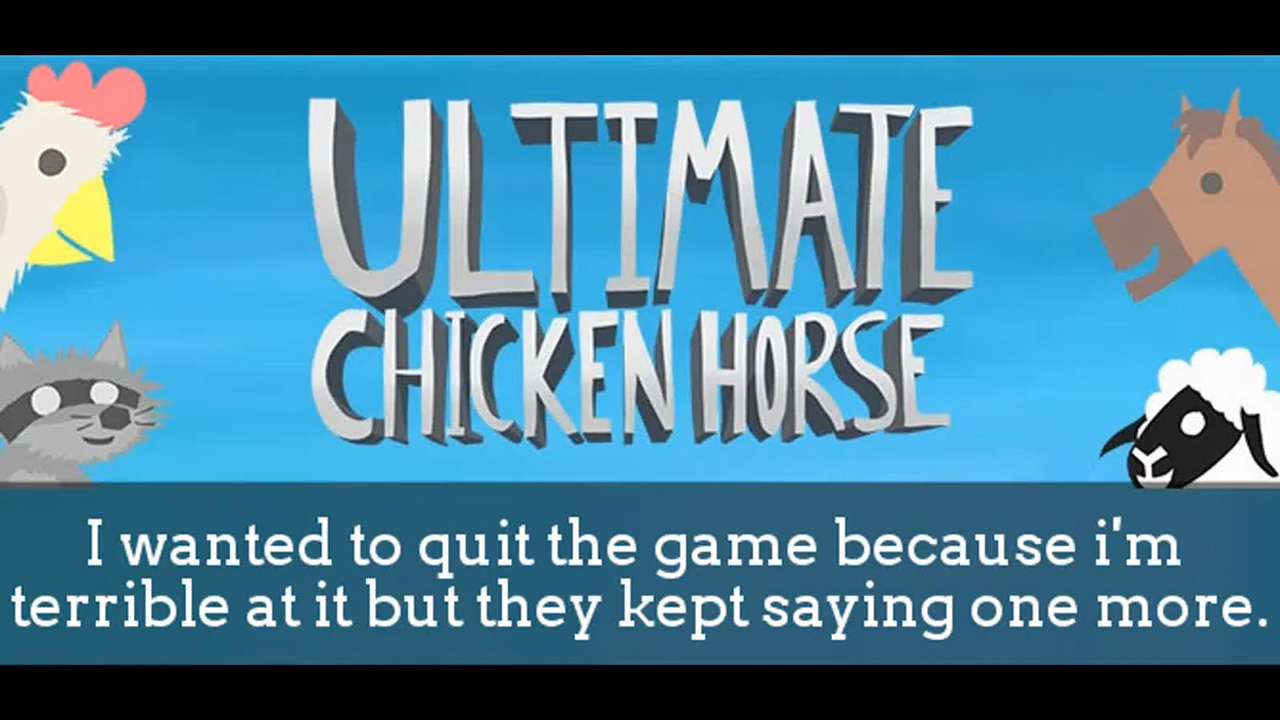 ULTIMATE
CHICKEN HORSE
I wanted to quit the game because i'm
terrible at it but they kept saying one more.